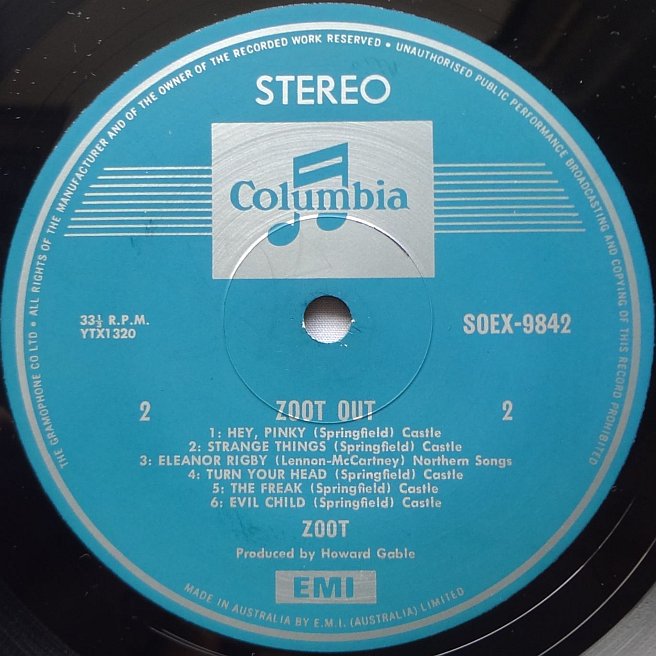 THE GRAMOPHONE CO LTD • ALL RIGHTS OF THE MANUFACTURER AND OF THE OWNER OF THE RECORDED WORK RESERVED • UNAUTHORISED PUBLIC PERFORMANCE BROADCASTING AND COPYING OF THIS RECORD PROHIBITED
STEREO
Columbia
33⅓ R.P.M.
YTX1320
SOEX-9842
2 ZOOT OUT 2
1: HEY, PINKY (Springfield) Castle
2: STRANGE THINGS (Springfield) Castle
3: ELEANOR RIGBY (Lennon-McCartney) Northern Songs
4: TURN YOUR HEAD (Springfield) Castle
5: THE FREAK (Springfield) Castle
6: EVIL CHILD (Springfield) Castle
ZOOT
Produced by Howard Gable
EMI
MADE IN AUSTRALIA BY E.M.I. (AUSTRALIA) LIMITED